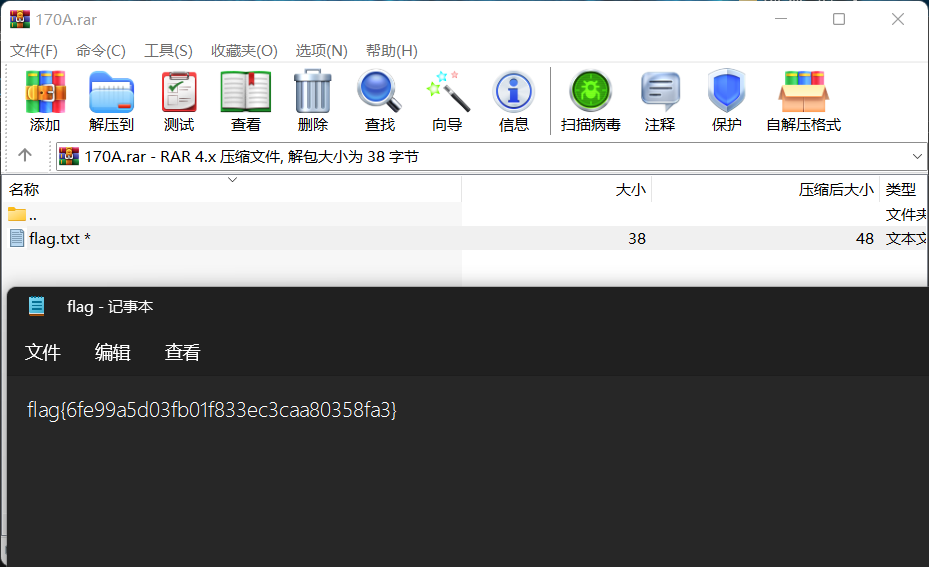 170A.rar
文件(F) 命令(C) 工具(S) 收藏夹(O) 选项(N) 帮助(H)
添加 解压到 测试 查看 删除 查找 向导 信息 扫描病毒 注释 保护 自解压格式
170A.rar - RAR 4.x 压缩文件, 解包大小为 38 字节
名称 大小 压缩后大小 类型
.. 文件夹
flag.txt * 38 48 文本文
flag - 记事本
文件 编辑 查看
flag{6fe99a5d03fb01f833ec3caa80358fa3}